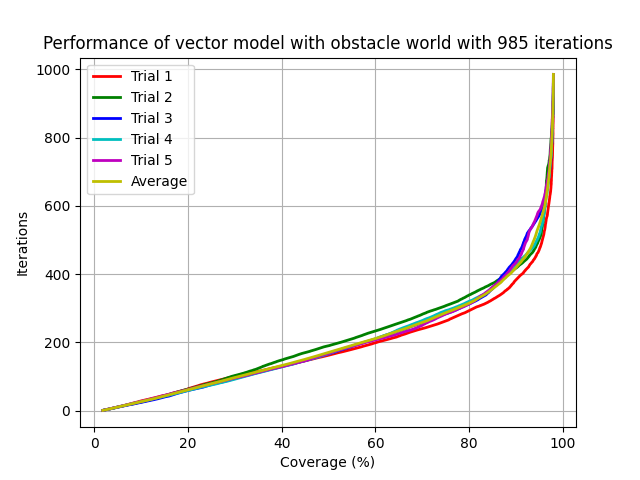 Performance of vector model with obstacle world with 985 iterations
1000
800
600
400
200
0
Iterations
Trial 1
Trial 2
Trial 3
Trial 4
Trial 5
Average
0 20 40 60 80 100
Coverage (%)